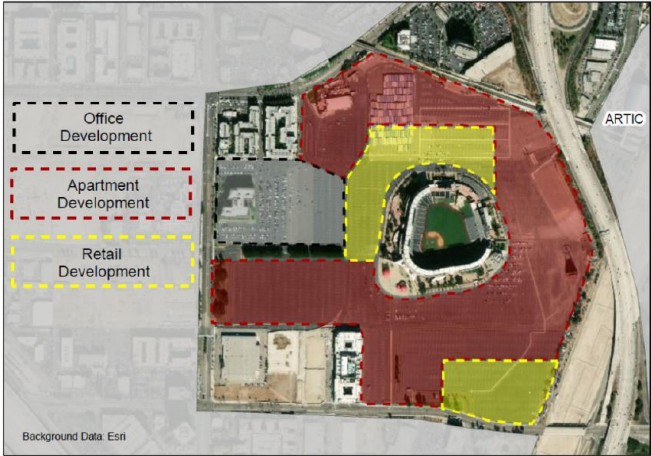 Office
Development
Apartment
Development
Retail
Development
ARTIC
Background Data: Esri